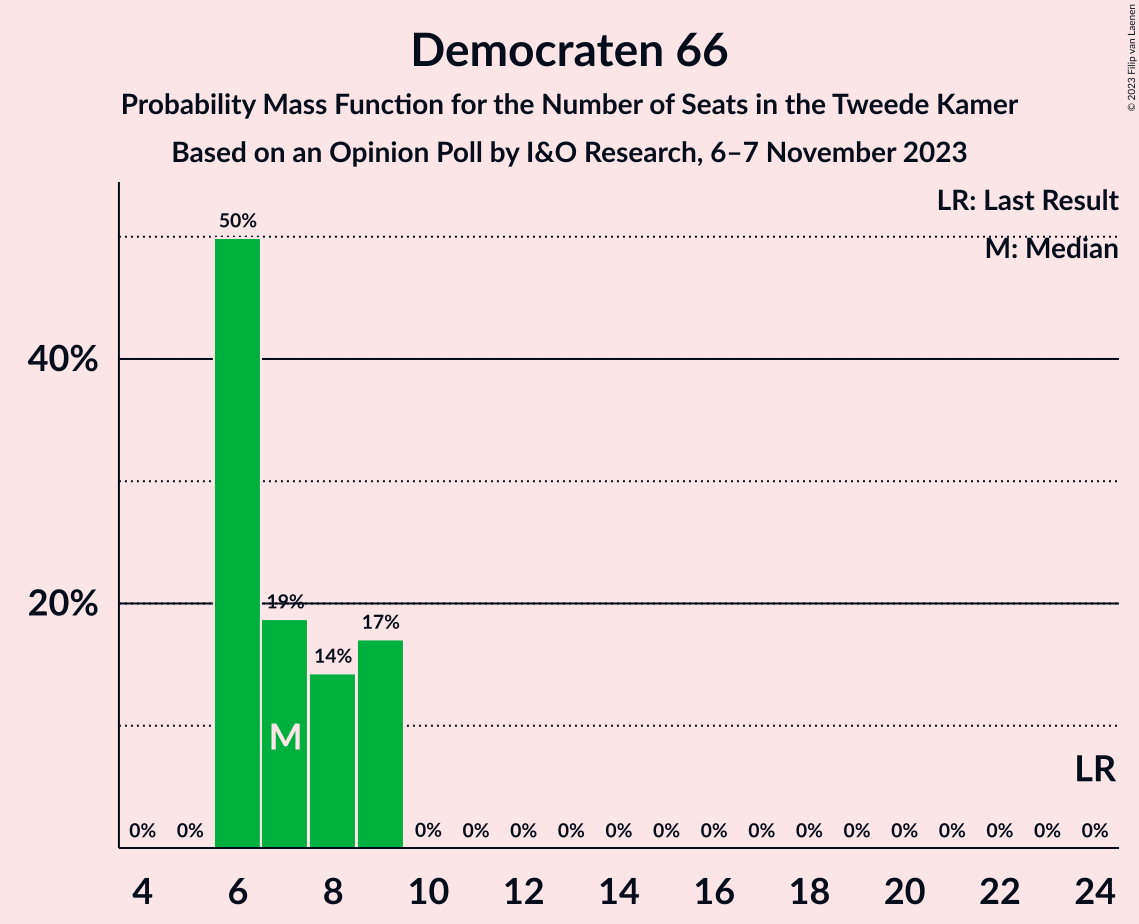 Democraten 66
Probability Mass Function for the Number of Seats in the Tweede Kamer
Based on an Opinion Poll by I&O Research, 6–7 November 2023
© 2023 Filip van Laenen
LR: Last Result
M: Median
50%
40%
20%
19%
17%
14%
M
LR
0% 0% 0% 0% 0% 0% 0% 0% 0% 0% 0% 0% 0% 0% 0% 0% 0%
4 6 8 10 12 14 16 18 20 22 24